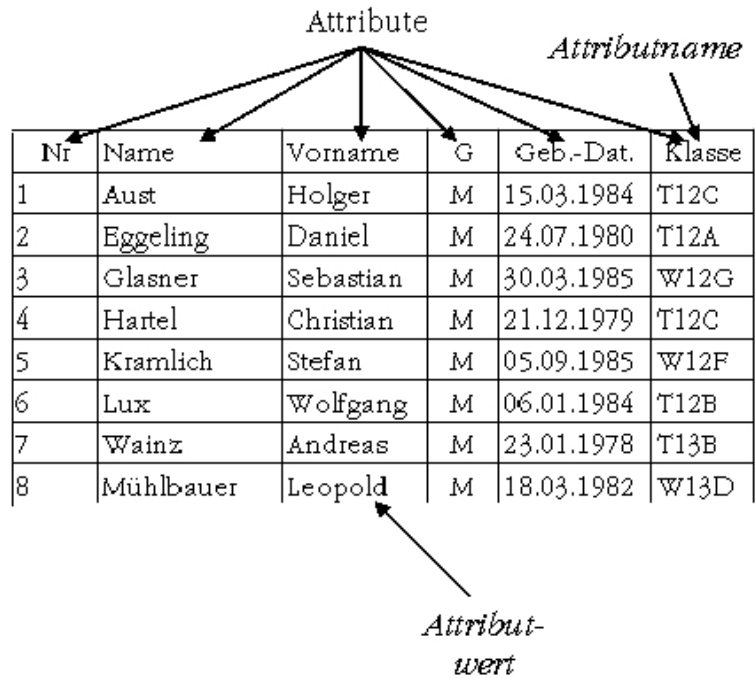 Attribute
Attributname
Nr Name Vorname G Geb.-Dat. Klasse
1 Aust Holger M 15.03.1984 T12C
2 Eggeling Daniel M 24.07.1980 T12A
3 Glasner Sebastian M 30.03.1985 W12G
4 Hartel Christian M 21.12.1979 T12C
5 Kramlich Stefan M 05.09.1985 W12F
6 Lux Wolfgang M 06.01.1984 T12B
7 Wainz Andreas M 23.01.1978 T13B
8 Mühlbauer Leopold M 18.03.1982 W13D
Attribut-
wert